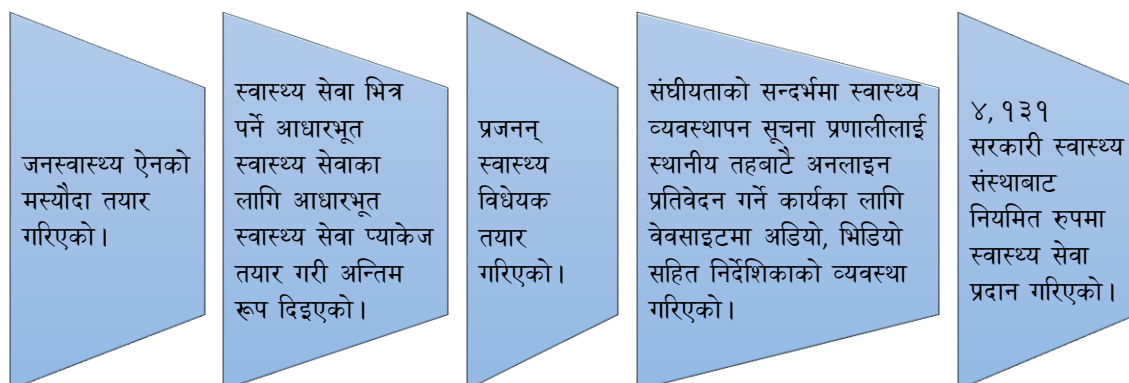 जनस्वास्थ्य ऐनको
मस्यौदा तयार
गरिएको।
स्वास्थ्य सेवा भित्र
पर्ने आधारभूत
स्वास्थ्य सेवाका
लागि आधारभूत
स्वास्थ्य सेवा प्याकेज
तयार गरी अन्तिम
रूप दिइएको।
प्रजनन्
स्वास्थ्य
विधेयक
तयार
गरिएको।
संघीयताको सन्दर्भमा स्वास्थ्य
व्यवस्थापन सूचना प्रणालीलाई
स्थानीय तहबाटै अनलाइन
प्रतिवेदन गर्ने कार्यका लागि
वेवसाइटमा अडियो, भिडियो
सहित निर्देशिकाको व्यवस्था
गरिएको।
४,१३१
सरकारी स्वास्थ्य
संस्थाबाट
नियमित रुपमा
स्वास्थ्य सेवा
प्रदान गरिएको।